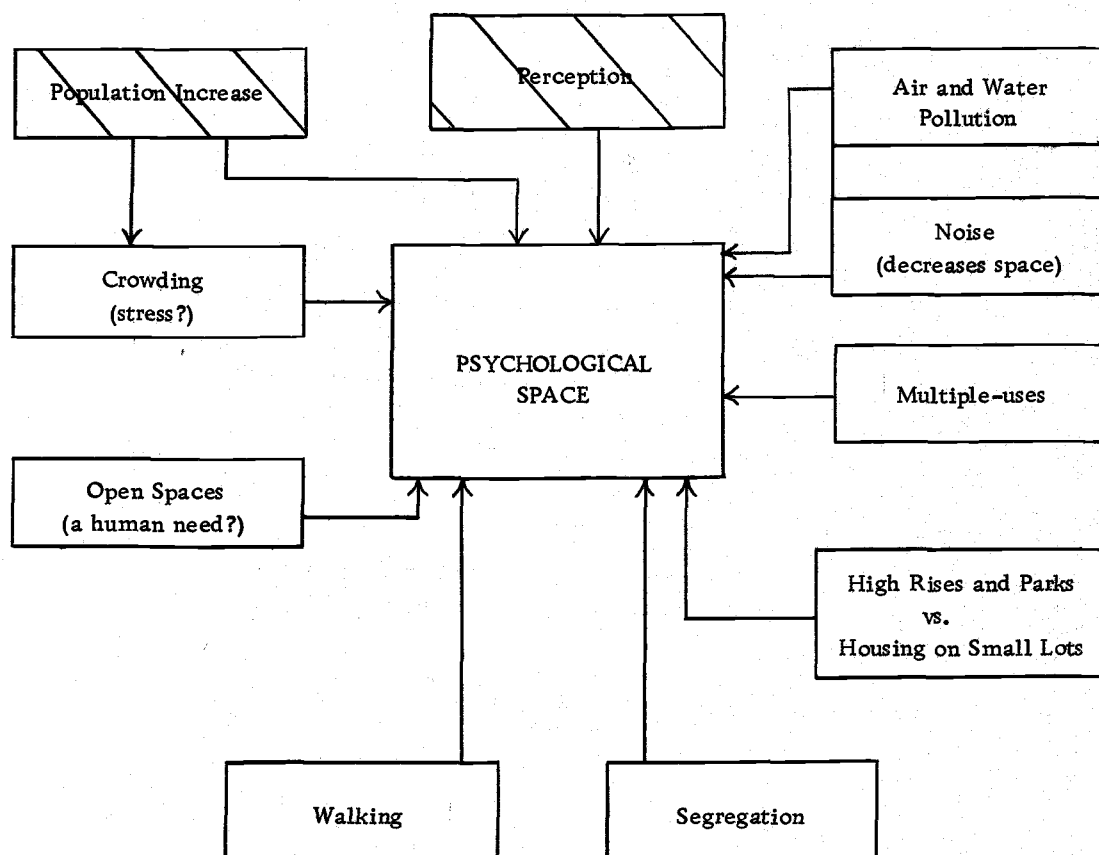 Population Increase
Perception
Air and Water
Pollution
Noise
(decreases space)
Crowding
(stress?)
PSYCHOLOGICAL
SPACE
Multiple-uses
Open Spaces
(a human need?)
High Rises and Parks
vs.
Housing on Small Lots
Walking
Segregation